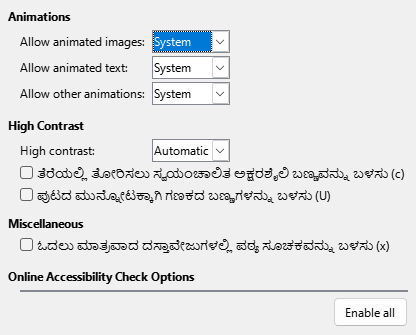 Animations
Allow animated images: System
Allow animated text: System
Allow other animations: System
High Contrast
High contrast: Automatic
ತೆರೆಯಲ್ಲಿ ತೋರಿಸಲು ಸ್ವಯಂಚಾಲಿತ ಅಕ್ಷರಶೈಲಿ ಬಣ್ಣವನ್ನು ಬಳಸು (c)
ಪುಟದ ಮುನ್ನೋಟಕ್ಕಾಗಿ ಗಣಕದ ಬಣ್ಣಗಳನ್ನು ಬಳಸು (U)
Miscellaneous
ಓದಲು ಮಾತ್ರವಾದ ದಸ್ತಾವೇಜುಗಳಲ್ಲಿ ಪಠ್ಯ ಸೂಚಕವನ್ನು ಬಳಸು (x)
Online Accessibility Check Options
Enable all